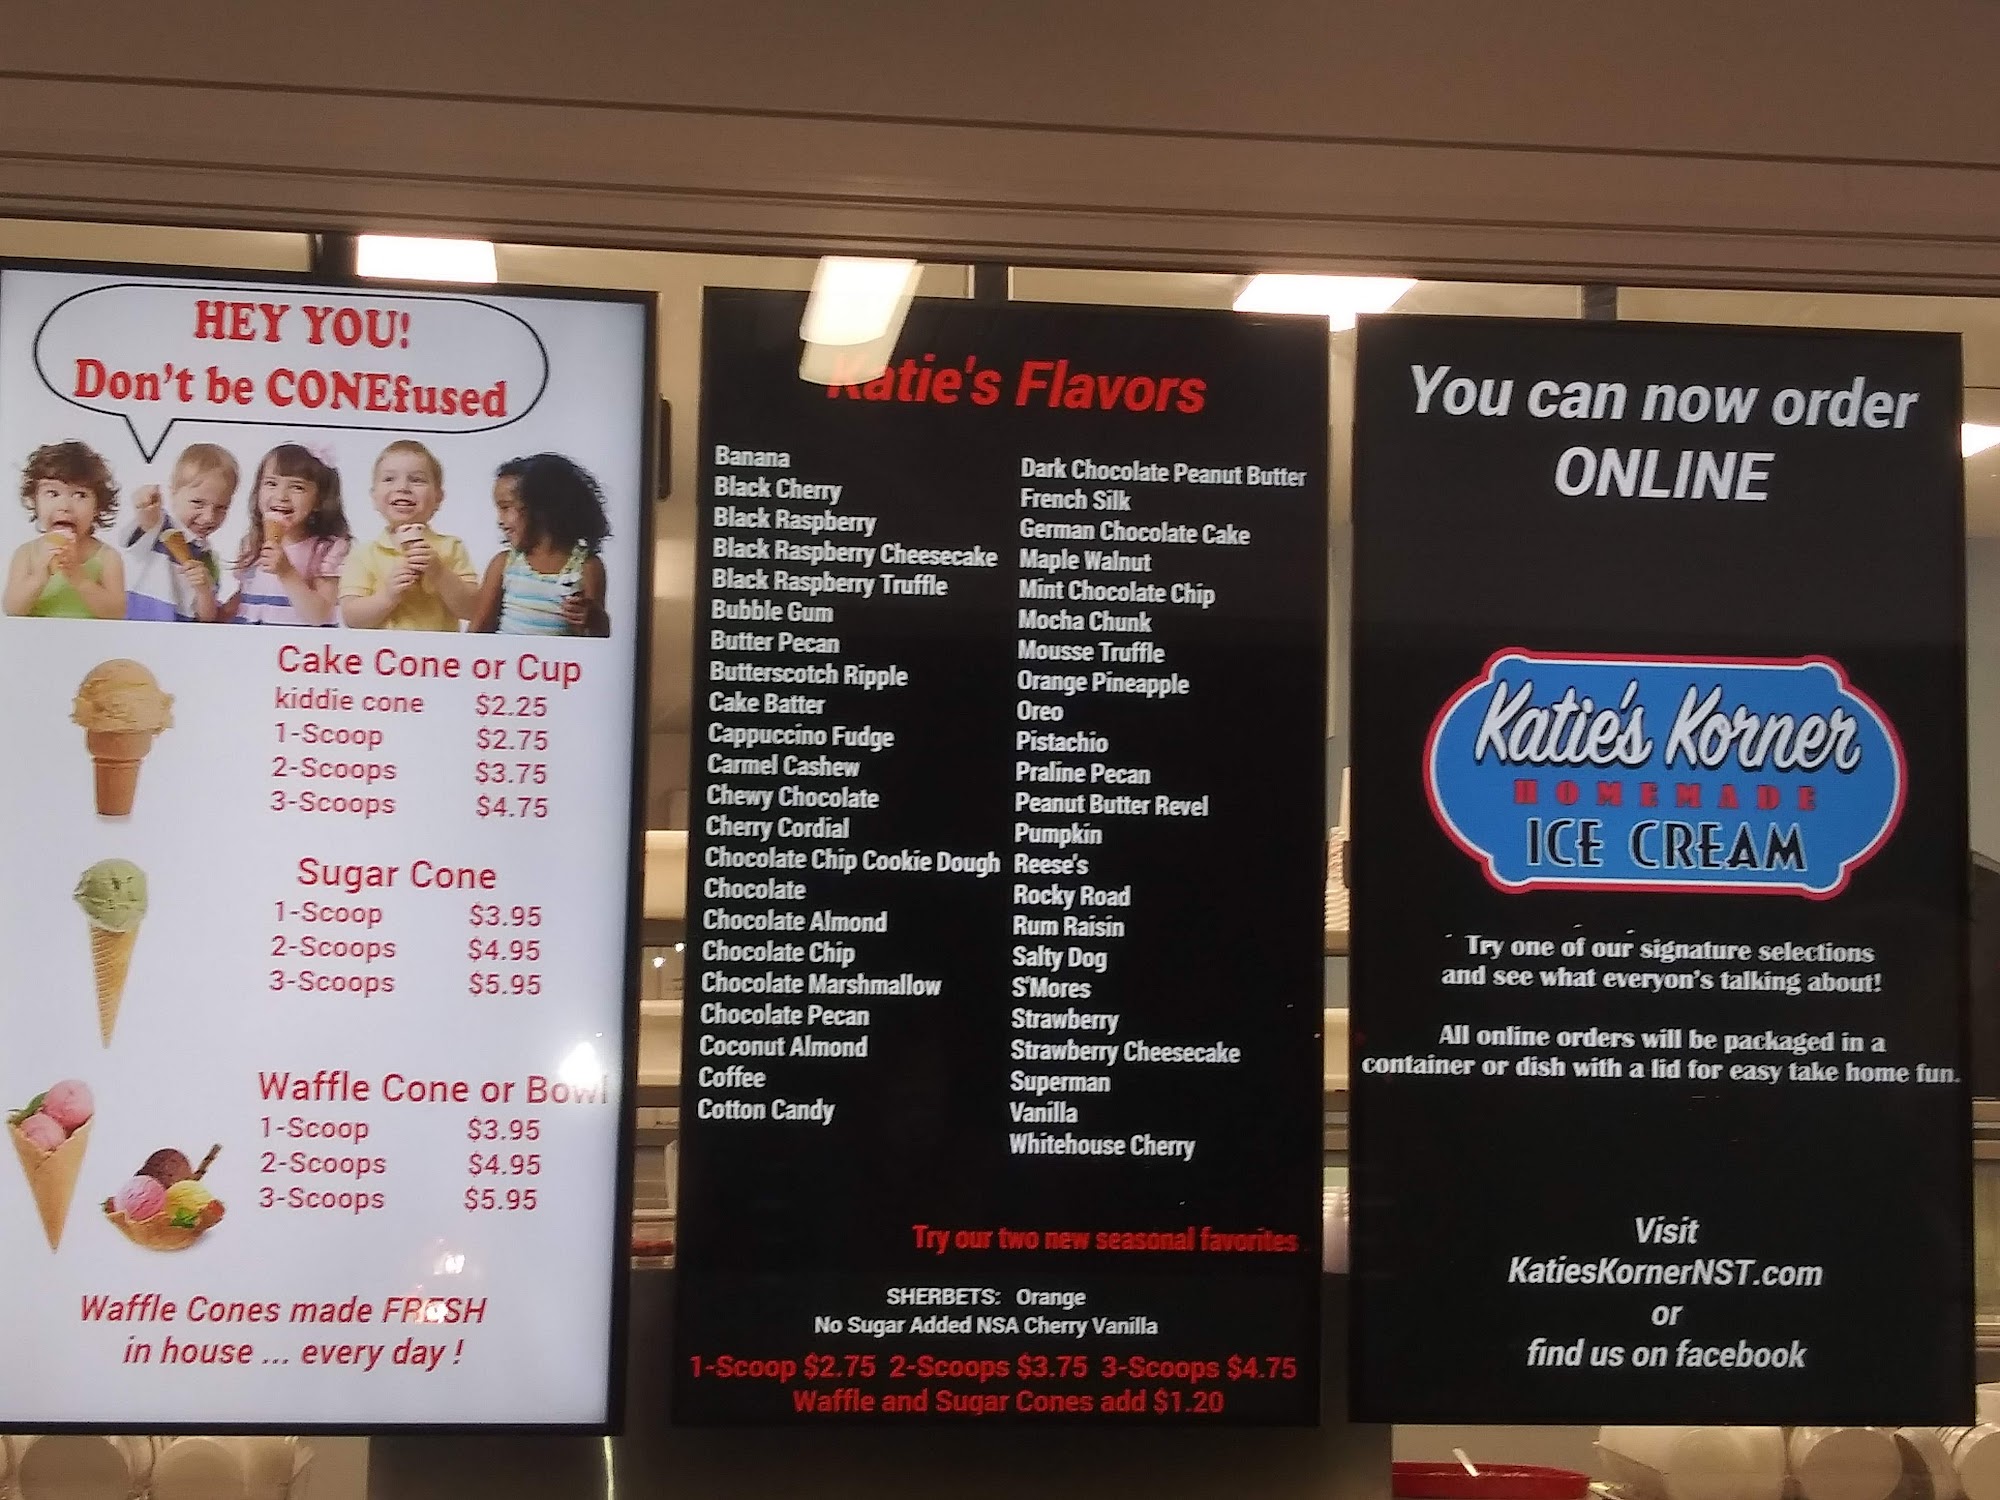 HEY YOU!
Don't be CONEfused
Cake Cone or Cup
kiddie cone $2.25
1-Scoop $2.75
2-Scoops $3.75
3-Scoops $4.75
Sugar Cone
1-Scoop $3.95
2-Scoops $4.95
3-Scoops $5.95
Waffle Cone or Bowl
1-Scoop $3.95
2-Scoops $4.95
3-Scoops $5.95
Waffle Cones made FRESH
in house ... every day !
Katie's Flavors
Banana
Black Cherry
Black Raspberry
Black Raspberry Cheesecake
Black Raspberry Truffle
Bubble Gum
Butter Pecan
Butterscotch Ripple
Cake Batter
Cappuccino Fudge
Carmel Cashew
Chewy Chocolate
Cherry Cordial
Chocolate Chip Cookie Dough
Chocolate
Chocolate Almond
Chocolate Chip
Chocolate Marshmallow
Chocolate Pecan
Coconut Almond
Coffee
Cotton Candy
Dark Chocolate Peanut Butter
French Silk
German Chocolate Cake
Maple Walnut
Mint Chocolate Chip
Mocha Chunk
Mousse Truffle
Orange Pineapple
Oreo
Pistachio
Praline Pecan
Peanut Butter Revel
Pumpkin
Reese's
Rocky Road
Rum Raisin
Salty Dog
S'Mores
Strawberry
Strawberry Cheesecake
Superman
Vanilla
Whitehouse Cherry
Try our two new seasonal favorites
SHERBETS: Orange
No Sugar Added NSA Cherry Vanilla
1-Scoop $2.75 2-Scoops $3.75 3-Scoops $4.75
Waffle and Sugar Cones add $1.20
You can now order
ONLINE
Katie's Korner
HOMEMADE
ICE CREAM
Try one of our signature selections
and see what everyon's talking about!
All online orders will be packaged in a
container or dish with a lid for easy take home fun.
Visit
KatiesKornerNST.com
or
find us on facebook